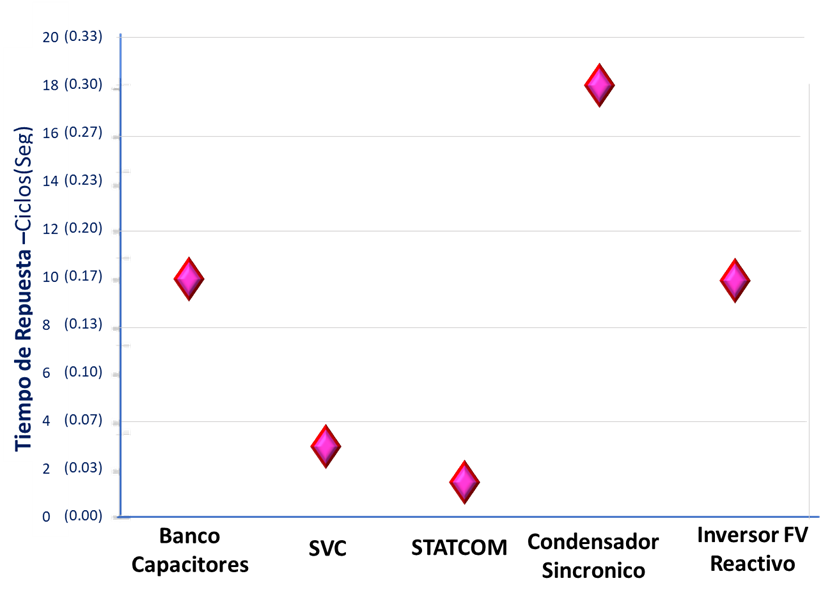 20 (0.33)
18 (0.30)
16 (0.27)
14 (0.23)
12 (0.20)
10 (0.17)
8 (0.13)
6 (0.10)
4 (0.07)
2 (0.03)
0 (0.00)
Tiempo de Repuesta –Ciclos(Seg)
Banco
Capacitores
SVC
STATCOM
Condensador
Sincronico
Inversor FV
Reactivo